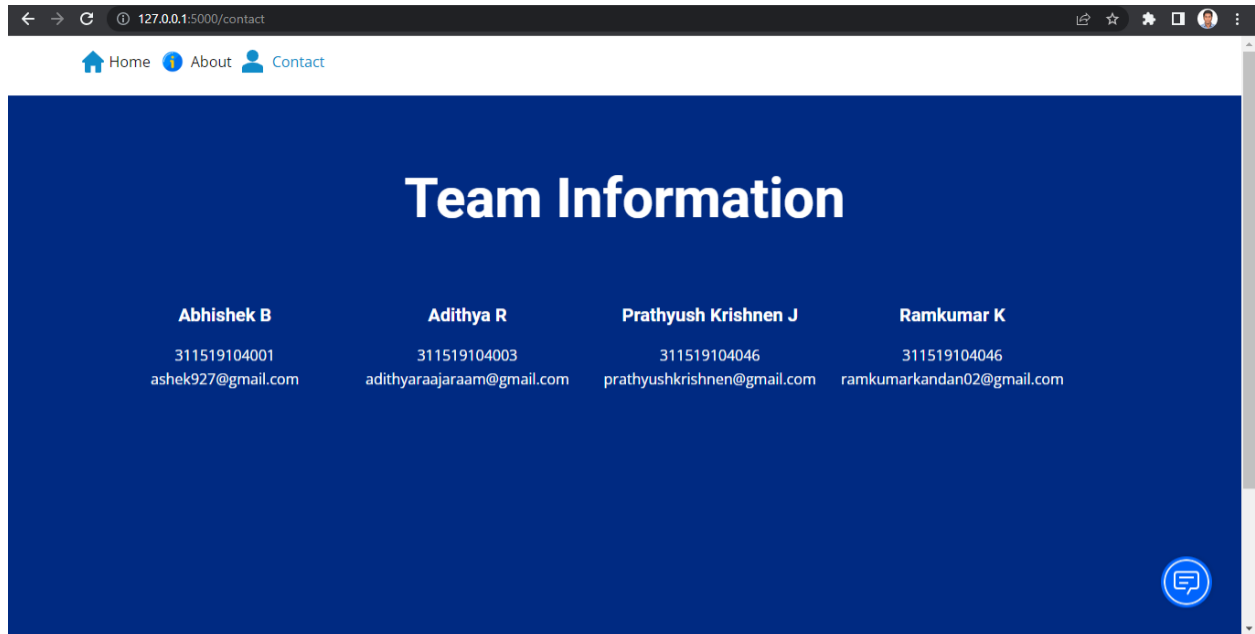 127.0.0.1:5000/contact
Home About Contact
Team Information
Abhishek B Adithya R Prathyush Krishnen J Ramkumar K
311519104001 311519104003 311519104046 311519104046
ashek927@gmail.com adithyaraajaraam@gmail.com prathyushkrishnen@gmail.com ramkumarkandan02@gmail.com